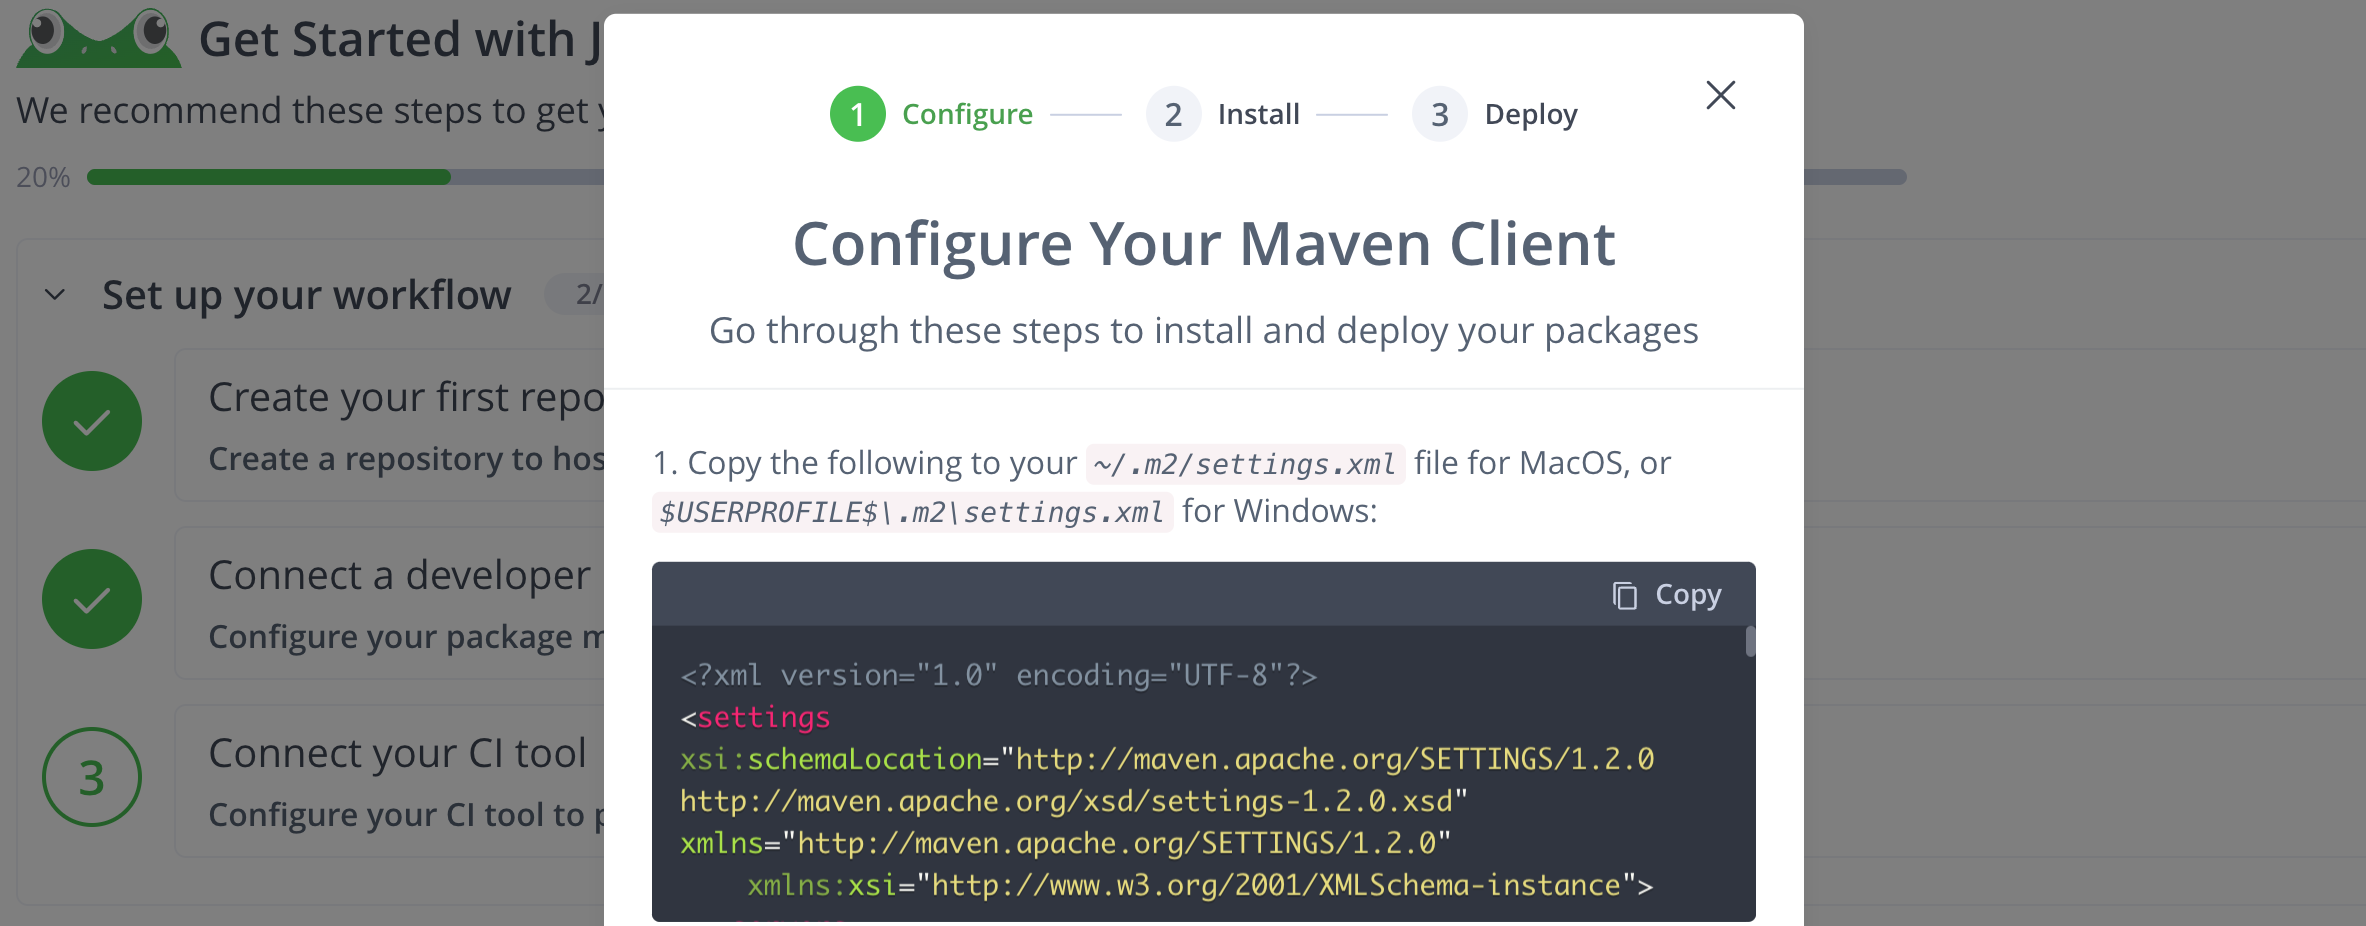 Get Started with J
We recommend these steps to get y
20%
Set up your workflow 2/
Create your first repo
Create a repository to hos
Connect a developer
Configure your package m
3 Connect your CI tool
Configure your CI tool to p
1 Configure 2 Install 3 Deploy
Configure Your Maven Client
Go through these steps to install and deploy your packages
1. Copy the following to your ~/.m2/settings.xml file for MacOS, or
$USERPROFILE$\.m2\settings.xml for Windows:
Copy
<?xml version="1.0" encoding="UTF-8"?>
<settings
xsi:schemaLocation="http://maven.apache.org/SETTINGS/1.2.0
http://maven.apache.org/xsd/settings-1.2.0.xsd"
xmlns="http://maven.apache.org/SETTINGS/1.2.0"
    xmlns:xsi="http://www.w3.org/2001/XMLSchema-instance">